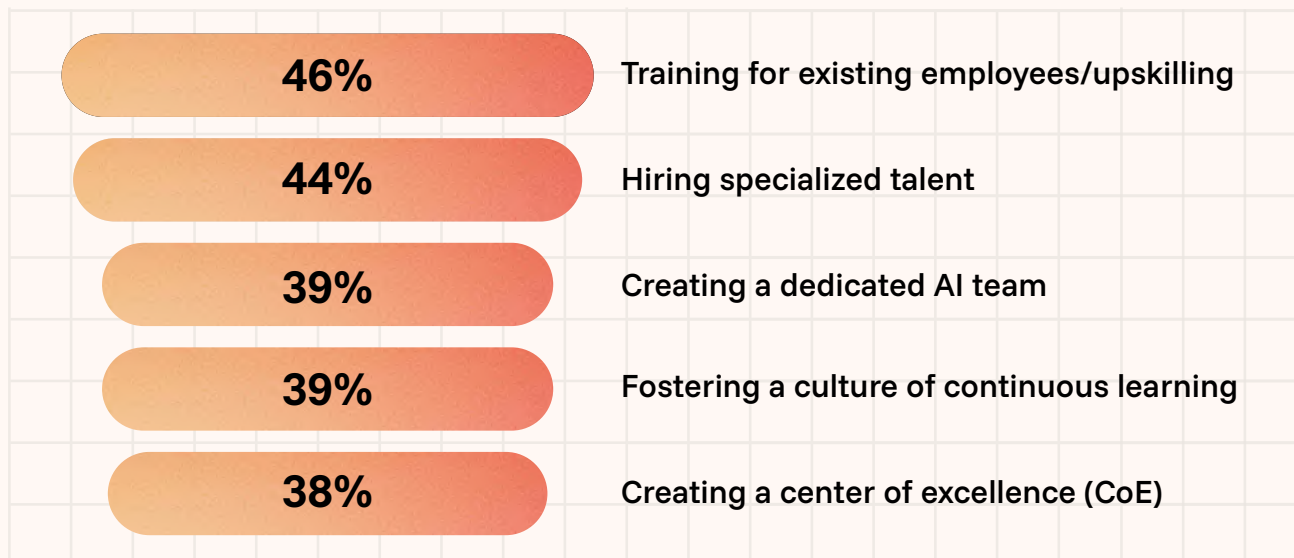 46% Training for existing employees/upskilling
44% Hiring specialized talent
39% Creating a dedicated AI team
39% Fostering a culture of continuous learning
38% Creating a center of excellence (CoE)